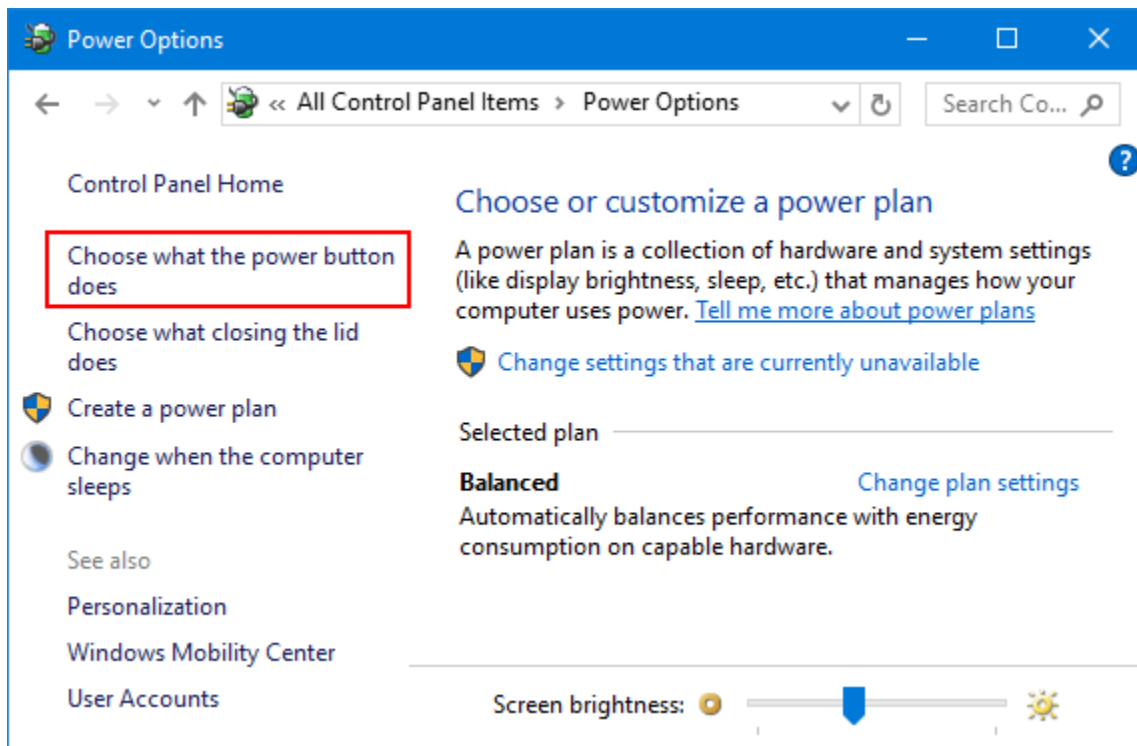 Power Options
« All Control Panel Items > Power Options
Search Co...
?
Control Panel Home
Choose what the power button
does
Choose what closing the lid
does
Create a power plan
Change when the computer
sleeps
See also
Personalization
Windows Mobility Center
User Accounts
Choose or customize a power plan
A power plan is a collection of hardware and system settings
(like display brightness, sleep, etc.) that manages how your
computer uses power. Tell me more about power plans
Change settings that are currently unavailable
Selected plan
Balanced
Change plan settings
Automatically balances performance with energy
consumption on capable hardware.
Screen brightness: